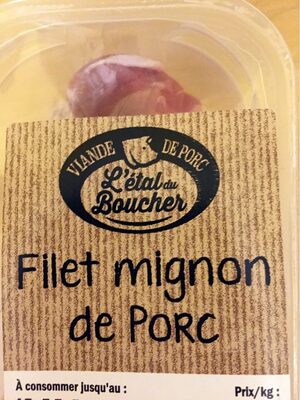 VIANDE DE PORC
L'étal du
Boucher
Filet mignon
de PORC
À consommer jusqu'au :
Prix/kg :